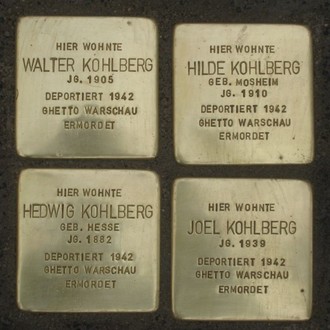 HIER WOHNTE
WALTER KOHLBERG
JG. 1905
DEPORTIERT 1942
GHETTO WARSCHAU
ERMORDET
HIER WOHNTE
HILDE KOHLBERG
GEB. MOSHEIM
JG. 1910
DEPORTIERT 1942
GHETTO WARSCHAU
ERMORDET
HIER WOHNTE
HEDWIG KOHLBERG
GEB. HESSE
JG. 1882
DEPORTIERT 1942
GHETTO WARSCHAU
ERMORDET
HIER WOHNTE
JOEL KOHLBERG
JG. 1939
DEPORTIERT 1942
GHETTO WARSCHAU
ERMORDET